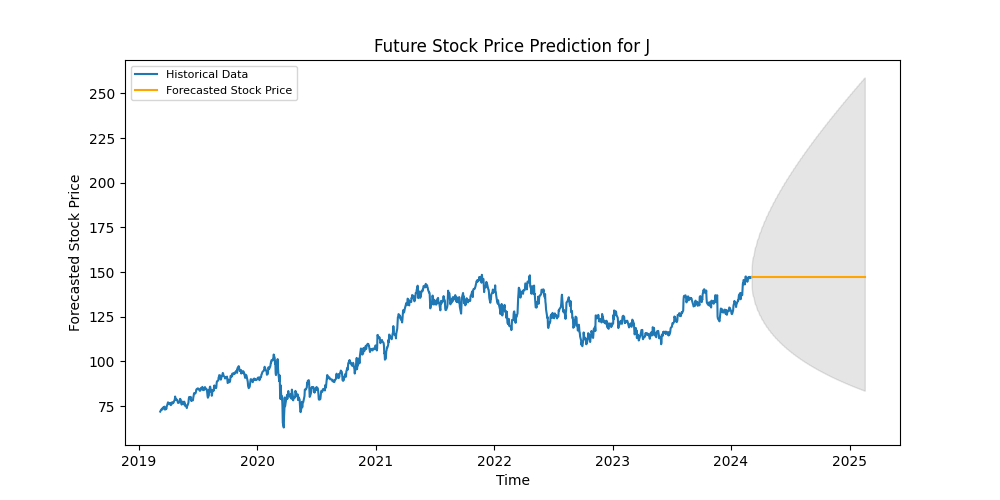 Future Stock Price Prediction for J
Historical Data
Forecasted Stock Price
Forecasted Stock Price
250
225
200
175
150
125
100
75
2019 2020 2021 2022 2023 2024 2025
Time